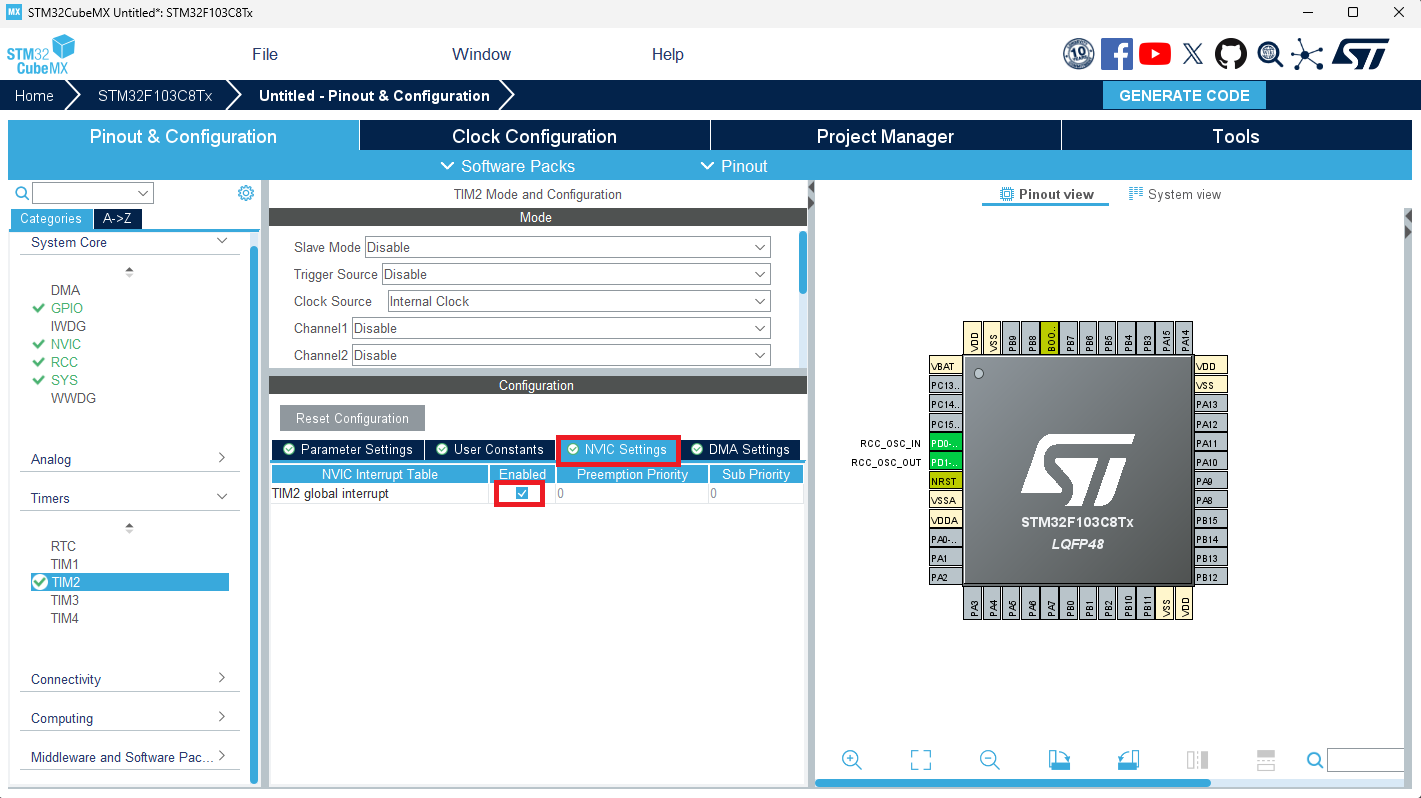 MX STM32CubeMX Untitled*: STM32F103C8Tx
STM32
CubeMX
File Window Help
10
Home STM32F103C8Tx Untitled - Pinout & Configuration GENERATE CODE
Pinout & Configuration Clock Configuration Project Manager Tools
Software Packs Pinout
TIM2 Mode and Configuration
Pinout view System view
Categories A->Z
Mode
System Core
Slave Mode Disable
Trigger Source Disable
DMA
Clock Source Internal Clock
GPIO
IWDG
Channel1 Disable
NVIC
Channel2 Disable
RCC
SYS
Configuration
WWDG
Reset Configuration
Parameter Settings User Constants NVIC Settings DMA Settings
Analog
NVIC Interrupt Table Enabled Preemption Priority Sub Priority
TIM2 global interrupt 0 0
Timers
RTC
TIM1
TIM2
TIM3
TIM4
Connectivity
Computing
Middleware and Software Pac...
VDD VSS PB9 PB8 BOO.. PB7 PB6 PB5 PB4 PB3 PA15 PA14
VBAT
PC13..
PC14..
PC15..
RCC_OSC_IN PD0-..
RCC_OSC_OUT PD1-..
NRST
VSSA
VDDA
PA0-..
PA1
PA2
STM32F103C8Tx
LQFP48
VDD
VSS
PA13
PA12
PA11
PA10
PA9
PA8
PB15
PB14
PB13
PB12
PA3 PA4 PA5 PA6 PA7 PB0 PB1 PB2 PB10 PB11 VSS VDD